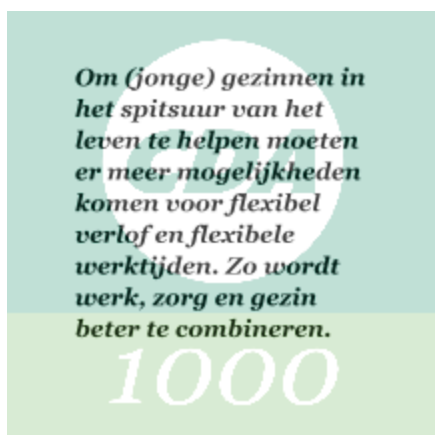 Om (jonge) gezinnen in
het spitsuur van het
leven te helpen moeten
er meer mogelijkheden
komen voor flexibel
verlof en flexibele
werktijden. Zo wordt
werk, zorg en gezin
beter te combineren.
CDA
1000